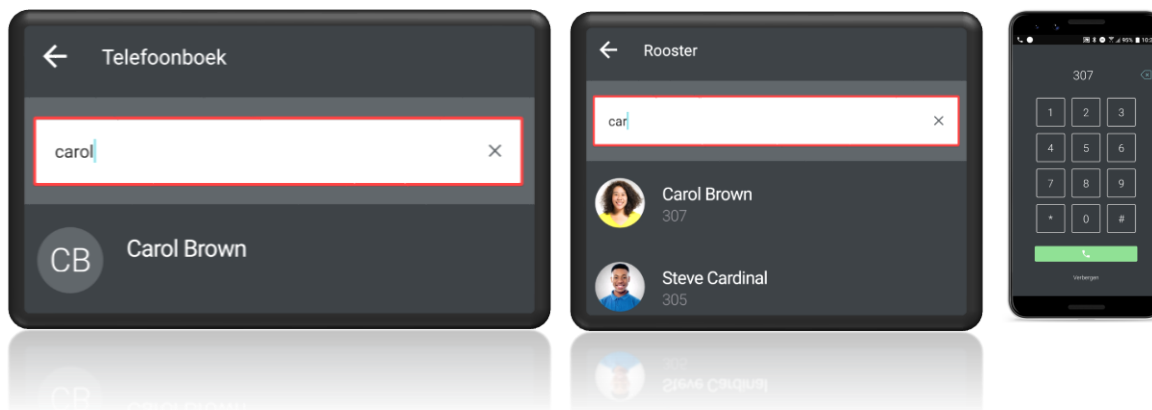 Telefoonboek
carol
CB
Carol Brown
Rooster
car
Carol Brown
307
Steve Cardinal
305
95%
307
1 2 3
4 5 6
7 8 9
* 0 #
Verbergen